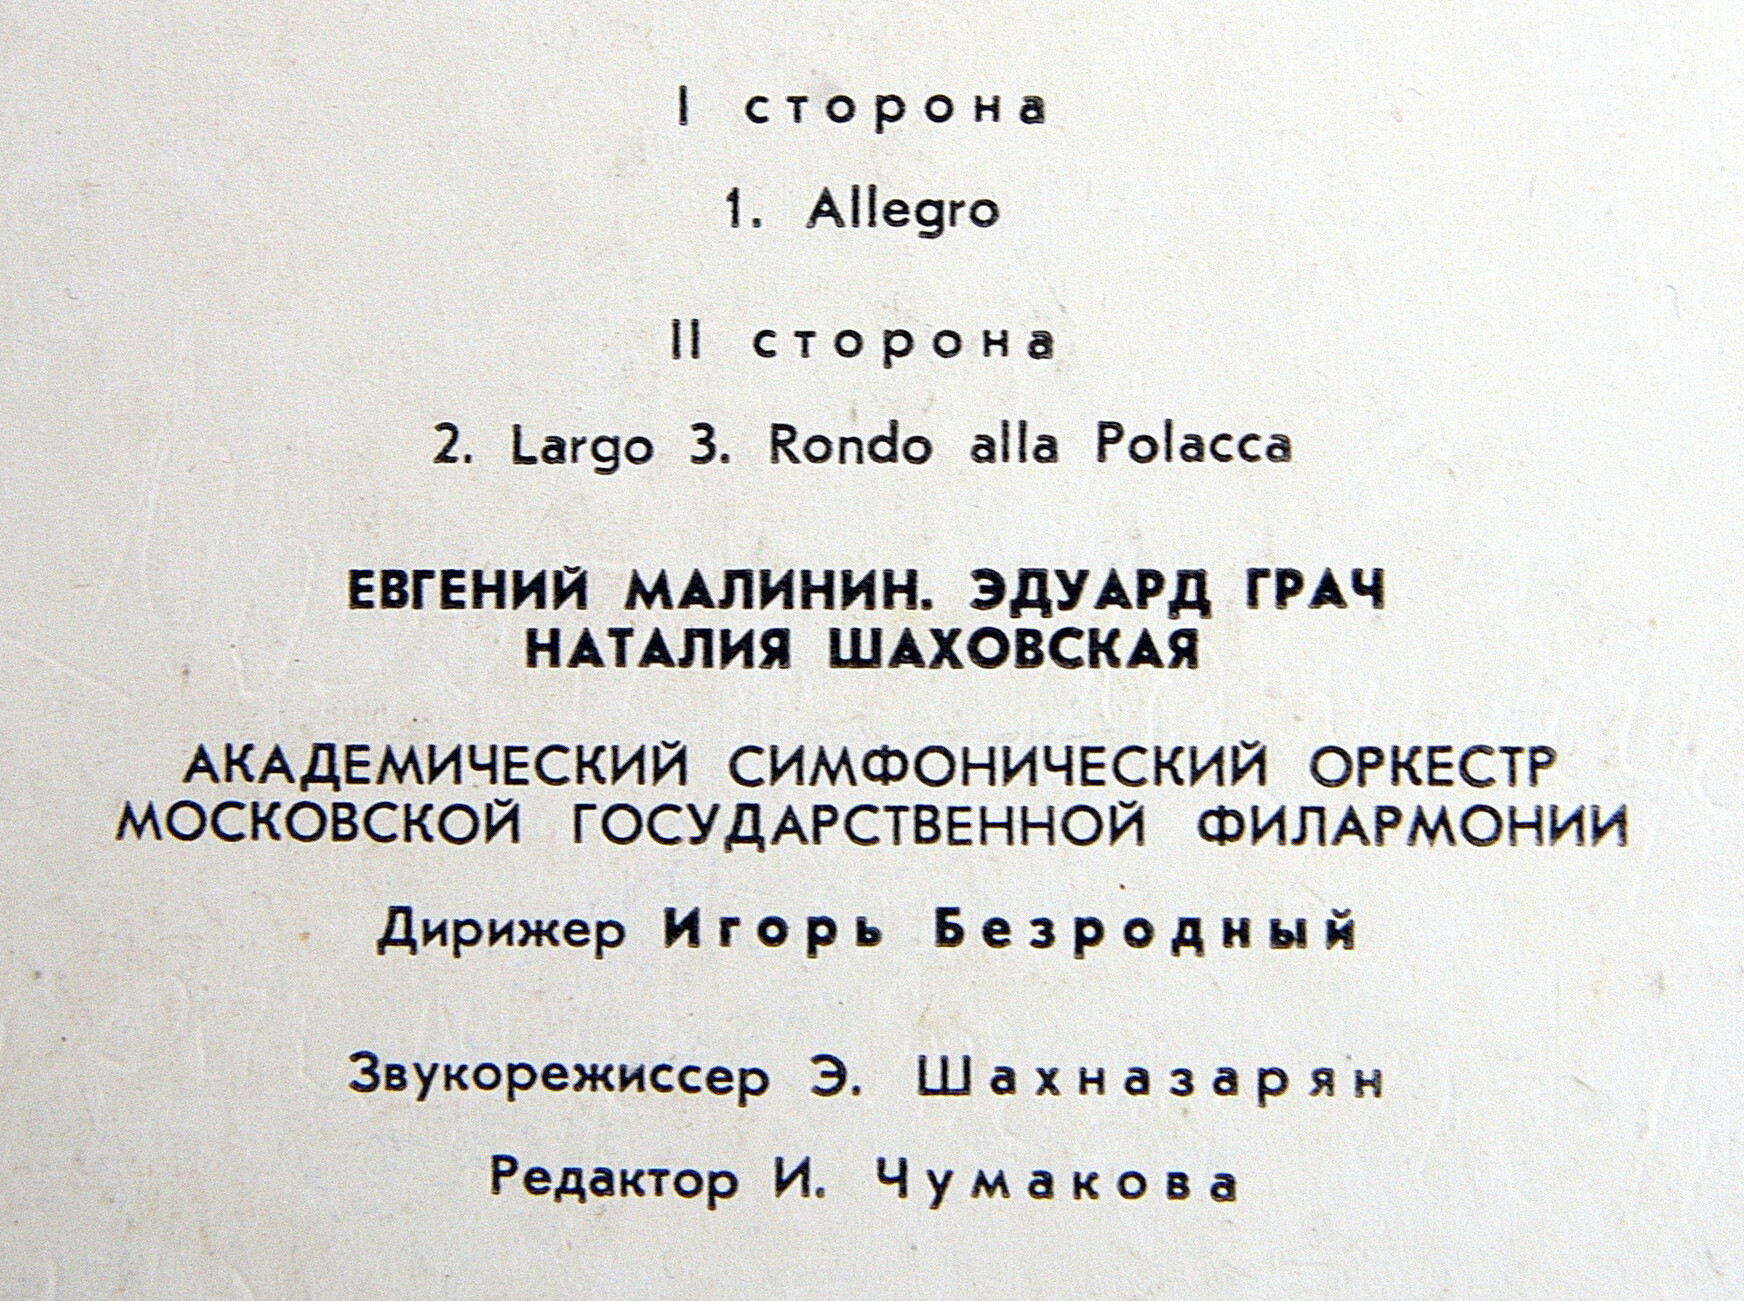 I сторона
1. Allegro
II сторона
2. Largo 3. Rondo alla Polacca
ЕВГЕНИЙ МАЛИНИН. ЭДУАРД ГРАЧ
НАТАЛИЯ ШАХОВСКАЯ
АКАДЕМИЧЕСКИЙ СИМФОНИЧЕСКИЙ ОРКЕСТР
МОСКОВСКОЙ ГОСУДАРСТВЕННОЙ ФИЛАРМОНИИ
Дирижер Игорь Безродный
Звукорежиссер Э. Шахназарян
Редактор И. Чумакова